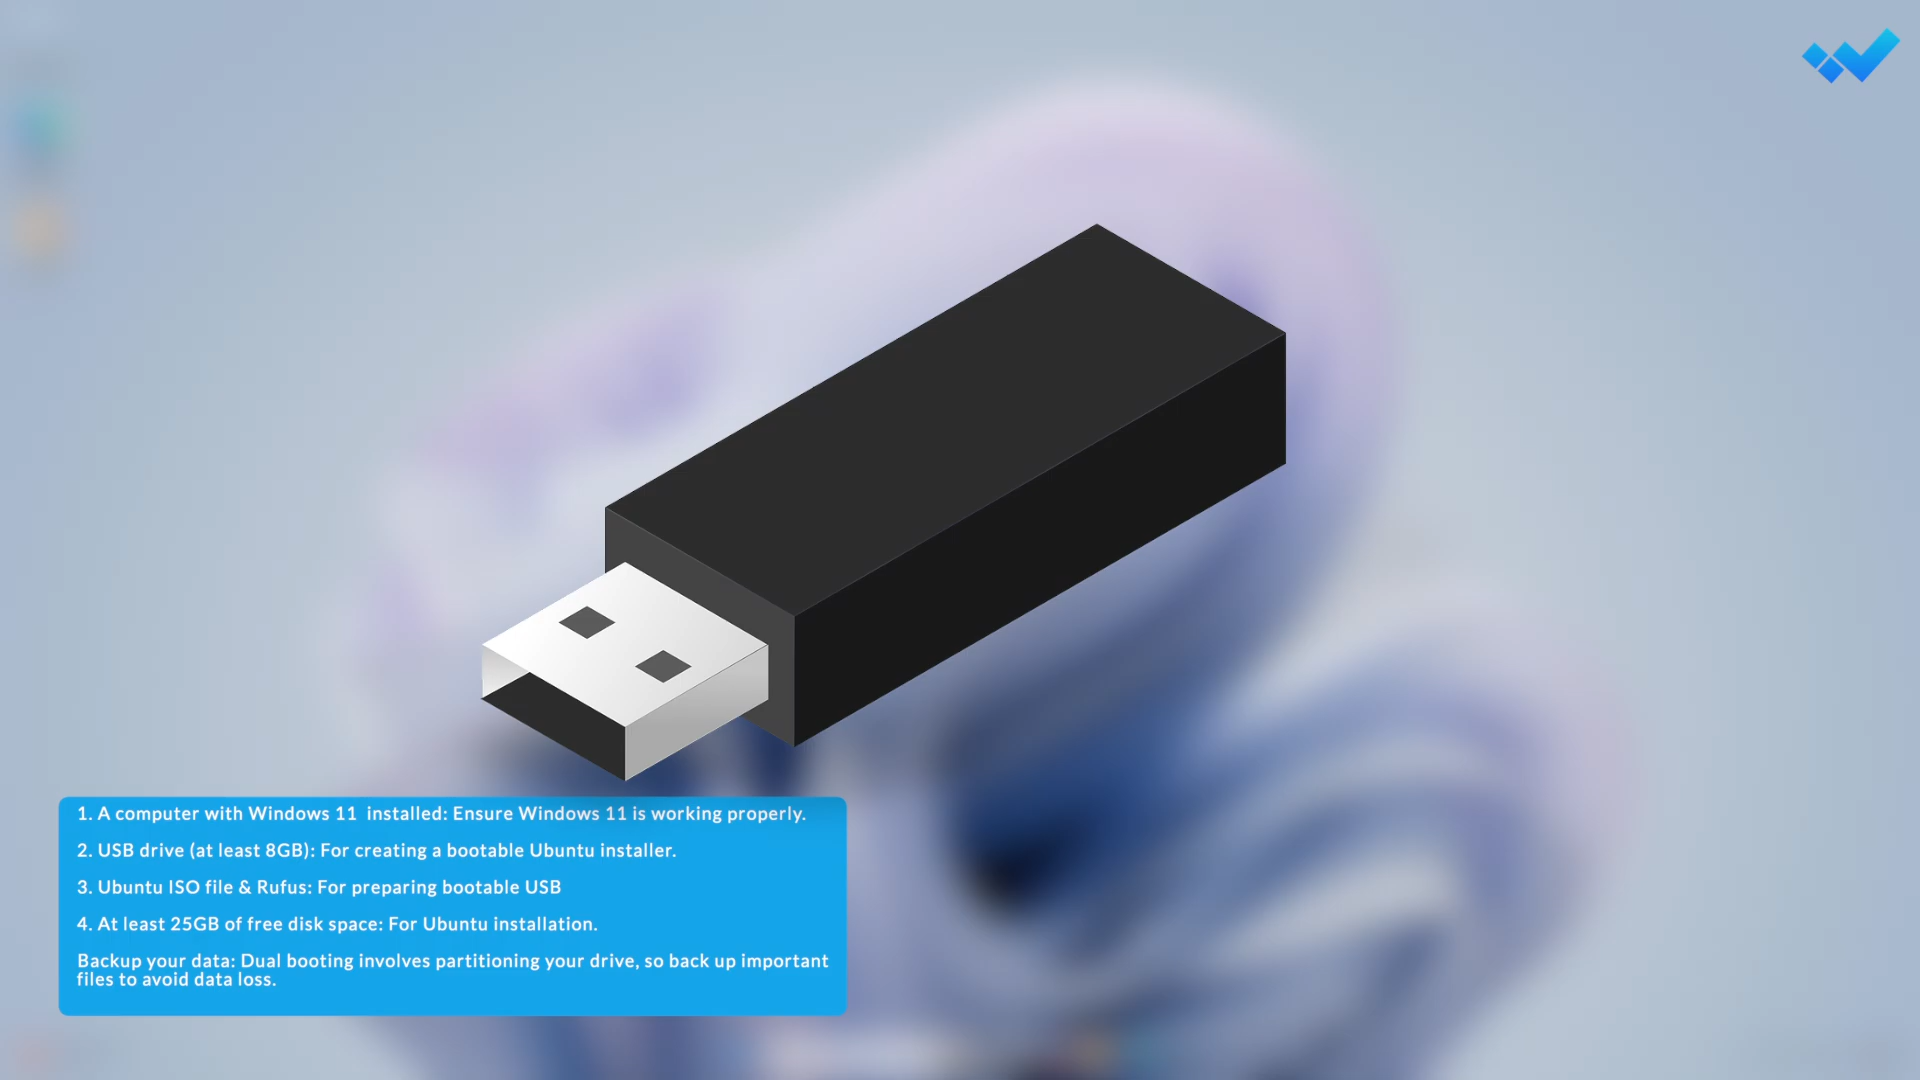 1. A computer with Windows 11  installed: Ensure Windows 11 is working properly.
2. USB drive (at least 8GB): For creating a bootable Ubuntu installer.
3. Ubuntu ISO file & Rufus: For preparing bootable USB
4. At least 25GB of free disk space: For Ubuntu installation.
Backup your data: Dual booting involves partitioning your drive, so back up important
files to avoid data loss.